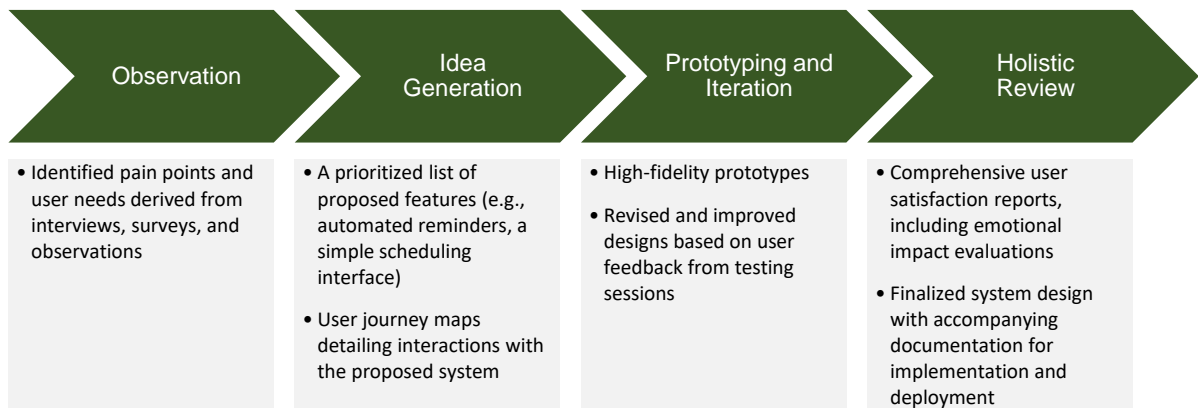 Observation
Idea
Generation
Prototyping and
Iteration
Holistic
Review
• Identified pain points and
user needs derived from
interviews, surveys, and
observations
• A prioritized list of
proposed features (e.g.,
automated reminders, a
simple scheduling
interface)
• User journey maps
detailing interactions with
the proposed system
• High-fidelity prototypes
• Revised and improved
designs based on user
feedback from testing
sessions
• Comprehensive user
satisfaction reports,
including emotional
impact evaluations
• Finalized system design
with accompanying
documentation for
implementation and
deployment